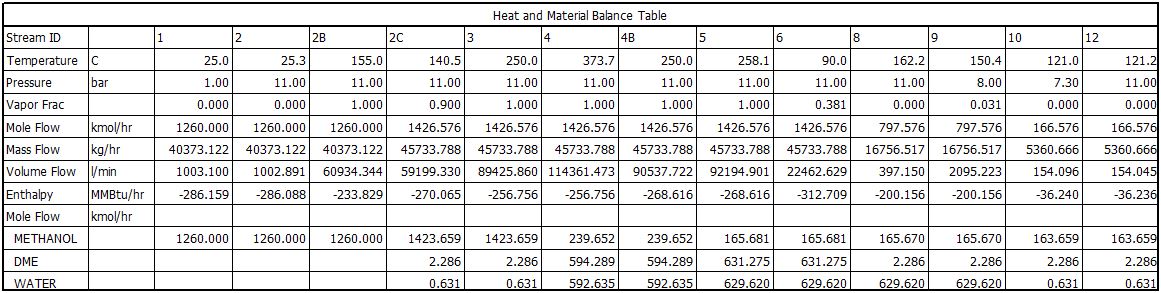 Heat and Material Balance Table
Stream ID 1 2 2B 2C 3 4 4B 5 6 8 9 10 12
Temperature C 25.0 25.3 155.0 140.5 250.0 373.7 250.0 258.1 90.0 162.2 150.4 121.0 121.2
Pressure bar 1.00 11.00 11.00 11.00 11.00 11.00 11.00 11.00 11.00 11.00 8.00 7.30 11.00
Vapor Frac 0.000 0.000 1.000 0.900 1.000 1.000 1.000 1.000 0.381 0.000 0.031 0.000 0.000
Mole Flow kmol/hr 1260.000 1260.000 1260.000 1426.576 1426.576 1426.576 1426.576 1426.576 1426.576 797.576 797.576 166.576 166.576
Mass Flow kg/hr 40373.122 40373.122 40373.122 45733.788 45733.788 45733.788 45733.788 45733.788 45733.788 16756.517 16756.517 5360.666 5360.666
Volume Flow l/min 1003.100 1002.891 60934.344 59199.330 89425.860 114361.473 90537.722 92194.901 22462.629 397.150 2095.223 154.096 154.045
Enthalpy MMBtu/hr -286.159 -286.088 -233.829 -270.065 -256.756 -256.756 -268.616 -268.616 -312.709 -200.156 -200.156 -36.240 -36.236
Mole Flow kmol/hr
METHANOL 1260.000 1260.000 1260.000 1423.659 1423.659 239.652 239.652 165.681 165.681 165.670 165.670 163.659 163.659
DME 2.286 2.286 594.289 594.289 631.275 631.275 2.286 2.286 2.286 2.286
WATER 0.631 0.631 592.635 592.635 629.620 629.620 629.620 629.620 0.631 0.631